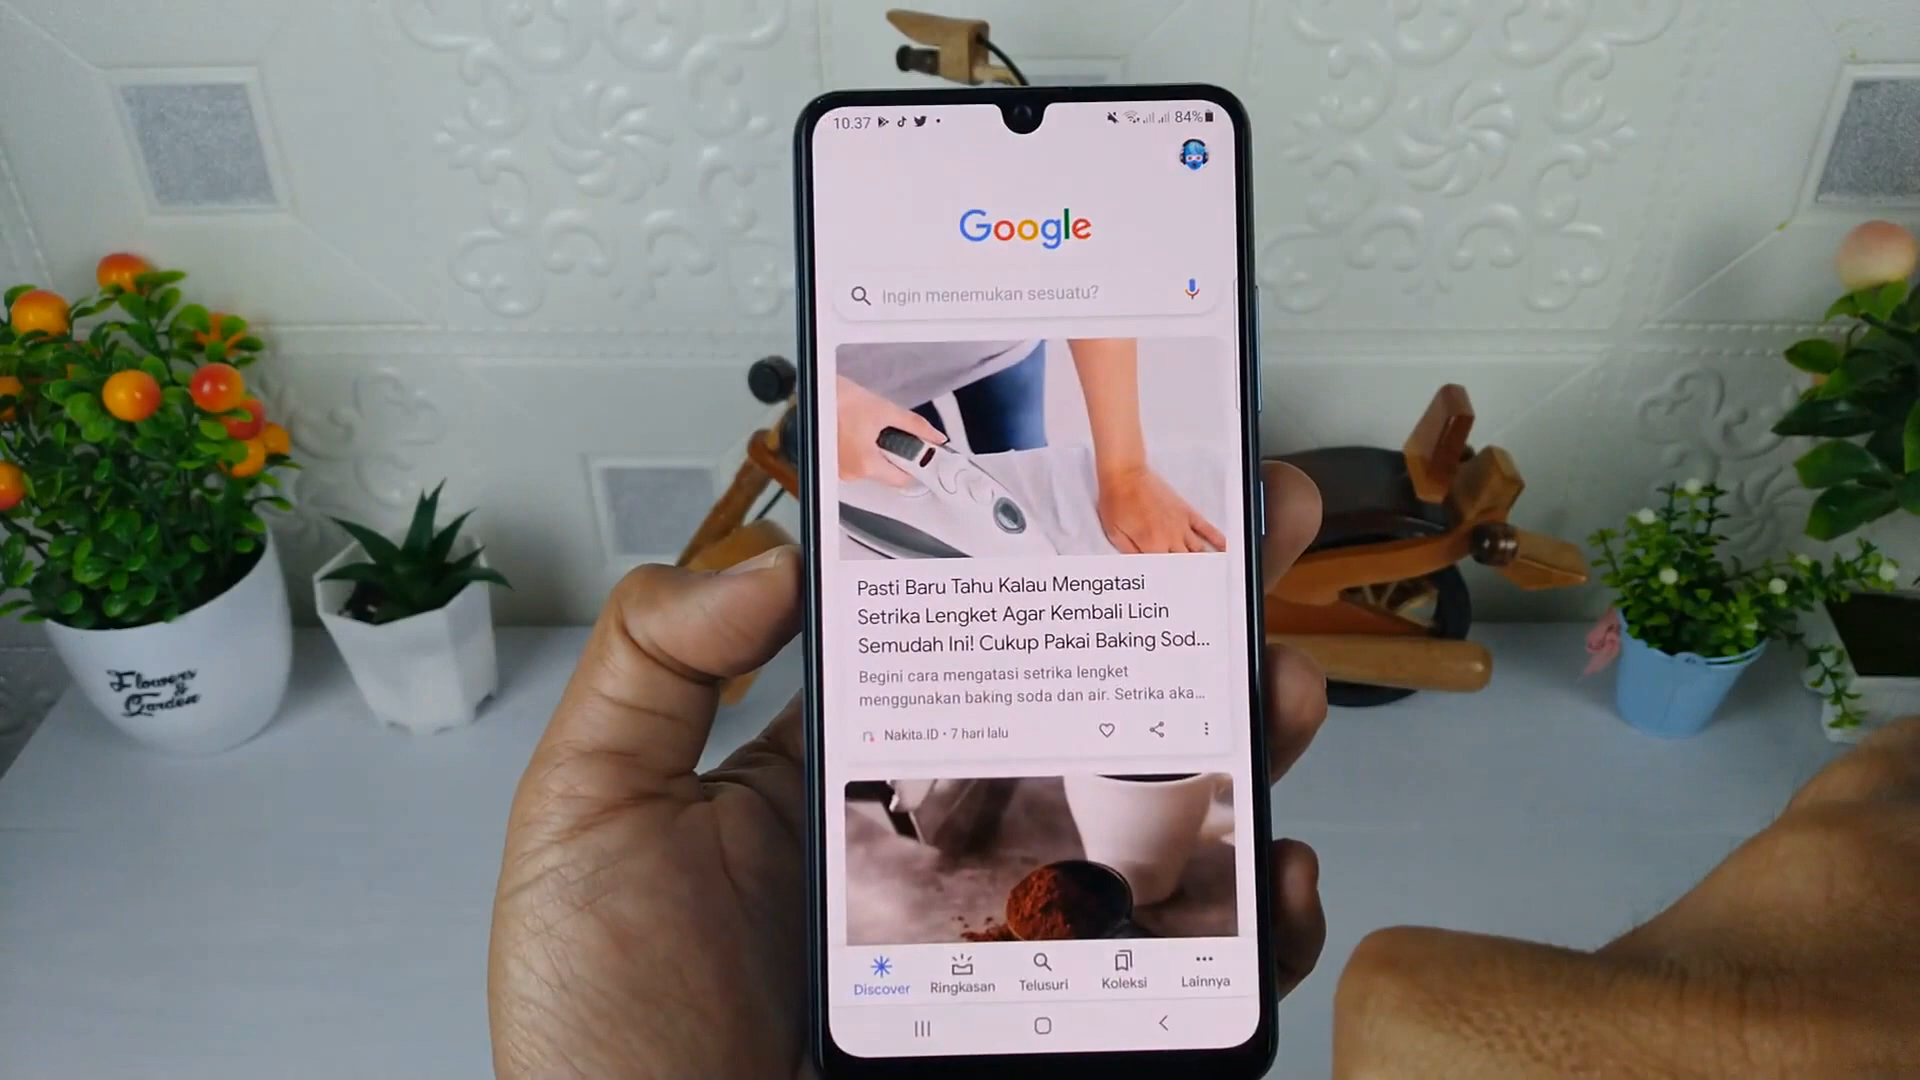 10.37
84%
Google
Ingin menemukan sesuatu?
Pasti Baru Tahu Kalau Mengatasi
Setrika Lengket Agar Kembali Licin
Semudah Ini! Cukup Pakai Baking Sod...
Begini cara mengatasi setrika lengket
menggunakan baking soda dan air. Setrika aka...
Nakita.ID • 7 hari lalu
Discover
Ringkasan
Telusuri
Koleksi
Lainnya
Flowers
&
Garden